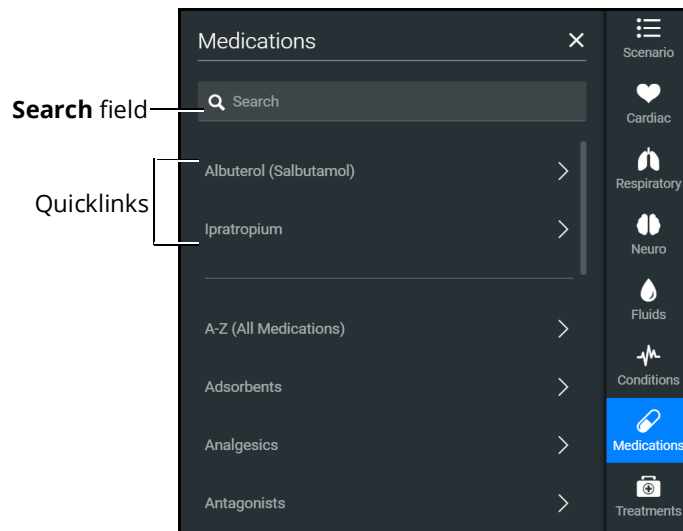 Medications
Search
Search field
Albuterol (Salbutamol)
Quicklinks
Ipratropium
A-Z (All Medications)
Adsorbents
Analgesics
Antagonists
Scenario
Cardiac
Respiratory
Neuro
Fluids
Conditions
Medications
Treatments